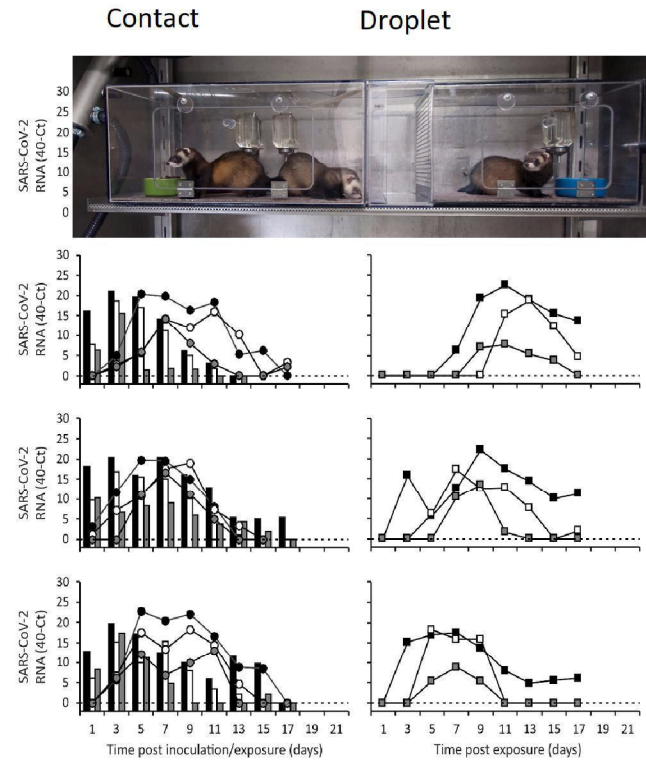 Contact Droplet
SARS-CoV-2
RNA (40-Ct)
30
25
20
15
10
5
0
SARS-CoV-2
RNA (40-Ct)
30
25
20
15
10
5
0
SARS-CoV-2
RNA (40-Ct)
30
25
20
15
10
5
0
SARS-CoV-2
RNA (40-Ct)
30
25
20
15
10
5
0
1 3 5 7 9 11 13 15 17 19 21
1 3 5 7 9 11 13 15 17 19 21
Time post inoculation/exposure (days)
Time post exposure (days)